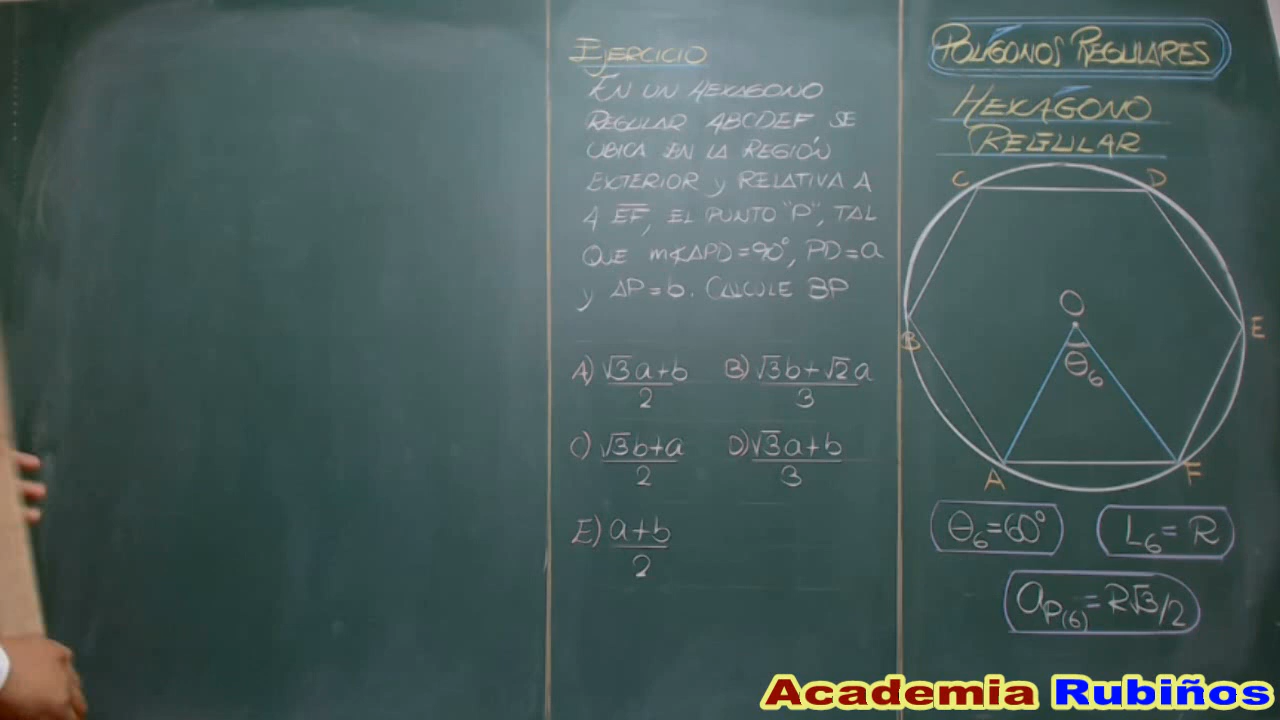 EJERCICIO
EN UN HEXAGONO
REGULAR ABCDEF SE
UBICA EN LA REGIÓN
EXTERIOR y RELATIVA A
A EF, EL PUNTO "P", TAL
QUE m∢APD=90°, PD=a
y AP=b. CALCULE BP
A) √3a+b/2 B) √3b+√2a/3
C) √3b+a/2 D) √3a+b/3
E) a+b/2
POLÍGONOS REGULARES
HEXÁGONO
REGULAR
C D
O
B E
θ6
A F
θ6=60° L6=R
aP(6)=R√3/2
Academia Rubiños